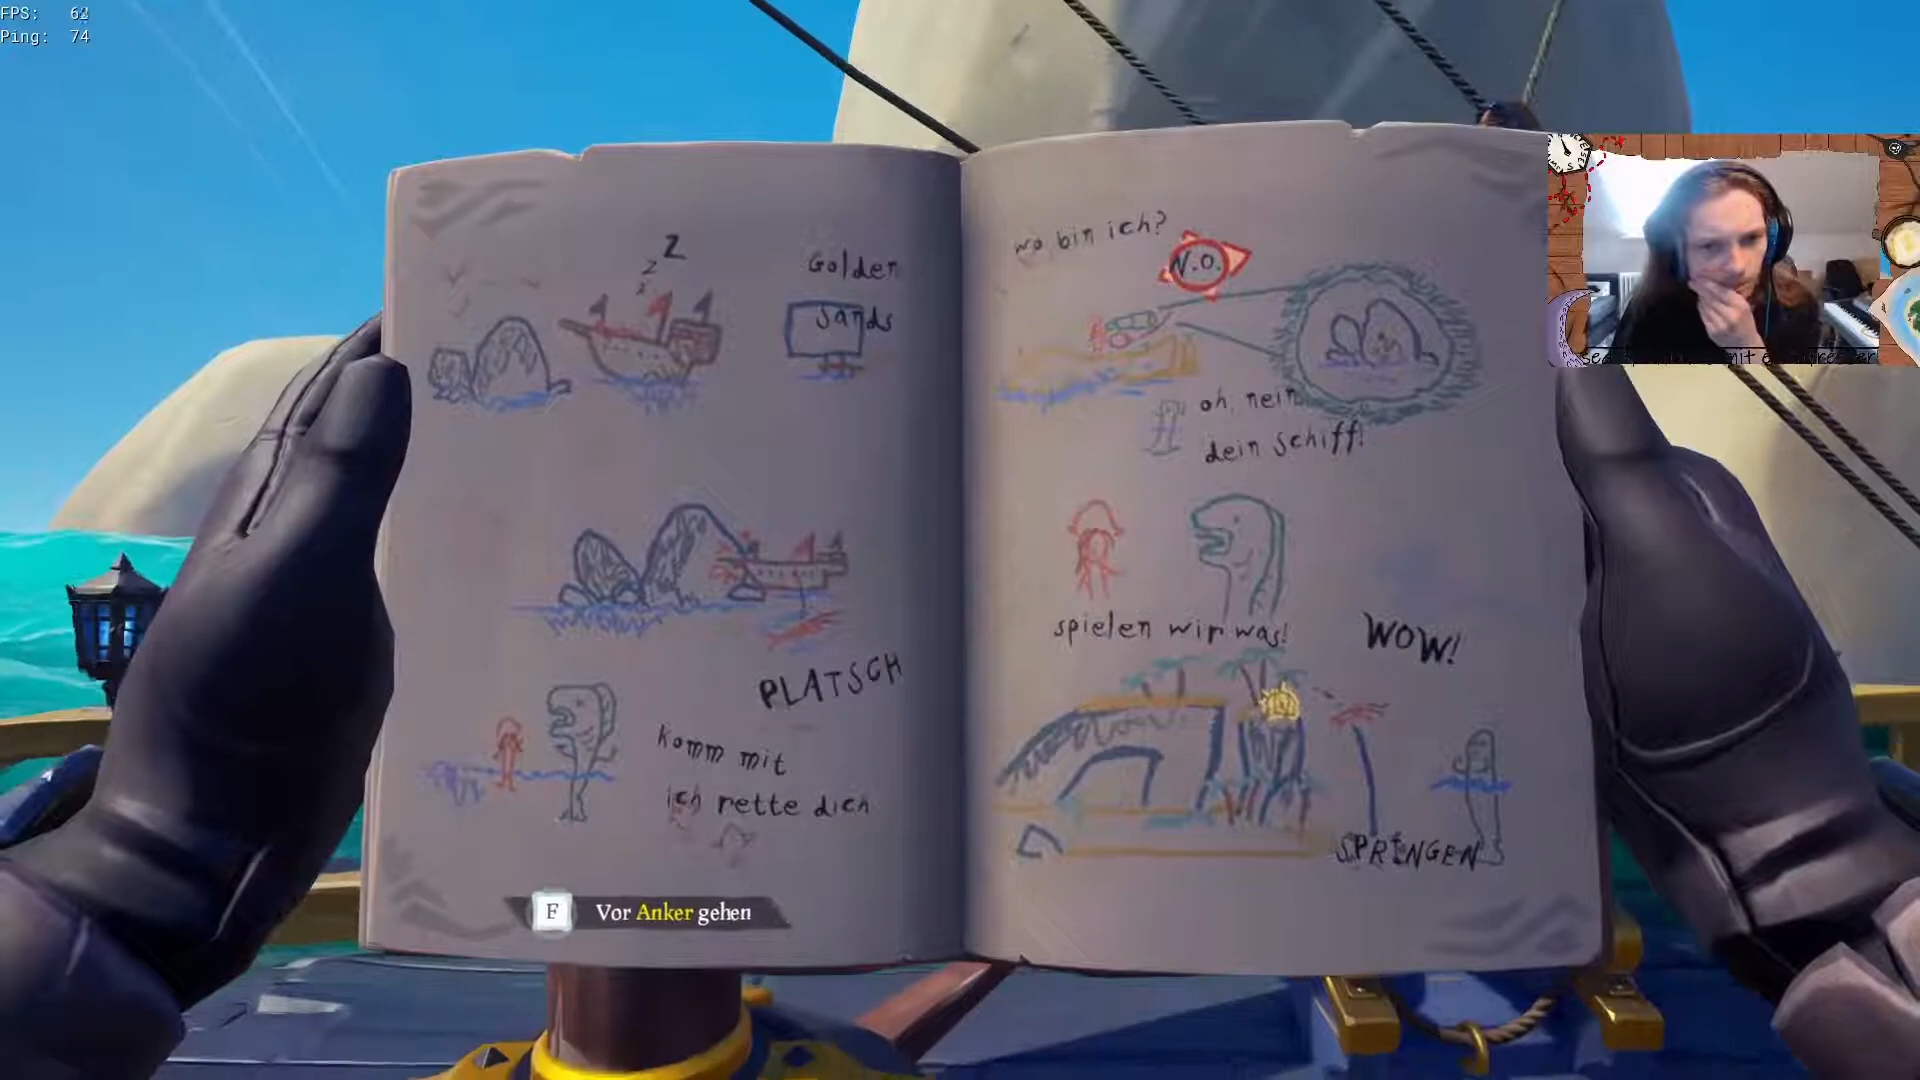 FPS: 62
Ping: 74
Z
Z
z
Golden
Sands
PLATSCH
komm mit
ich rette dich
F Vor Anker gehen
wo bin ich?
N.O.
oh, nein
dein Schiff!
spielen wir was!
WOW!
SPRINGEN